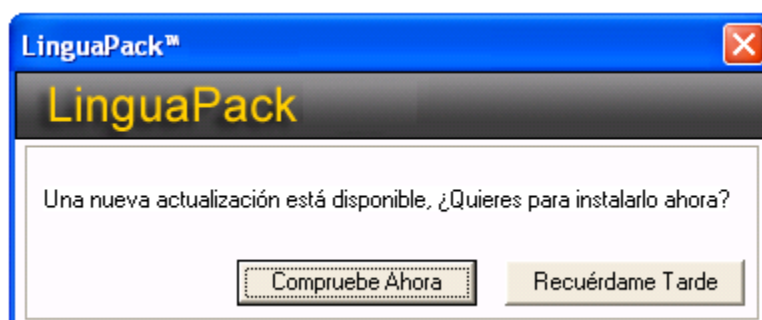 LinguaPack™
LinguaPack
Una nueva actualización está disponible, ¿Quieres para instalarlo ahora?
Compruebe Ahora
Recuérdame Tarde